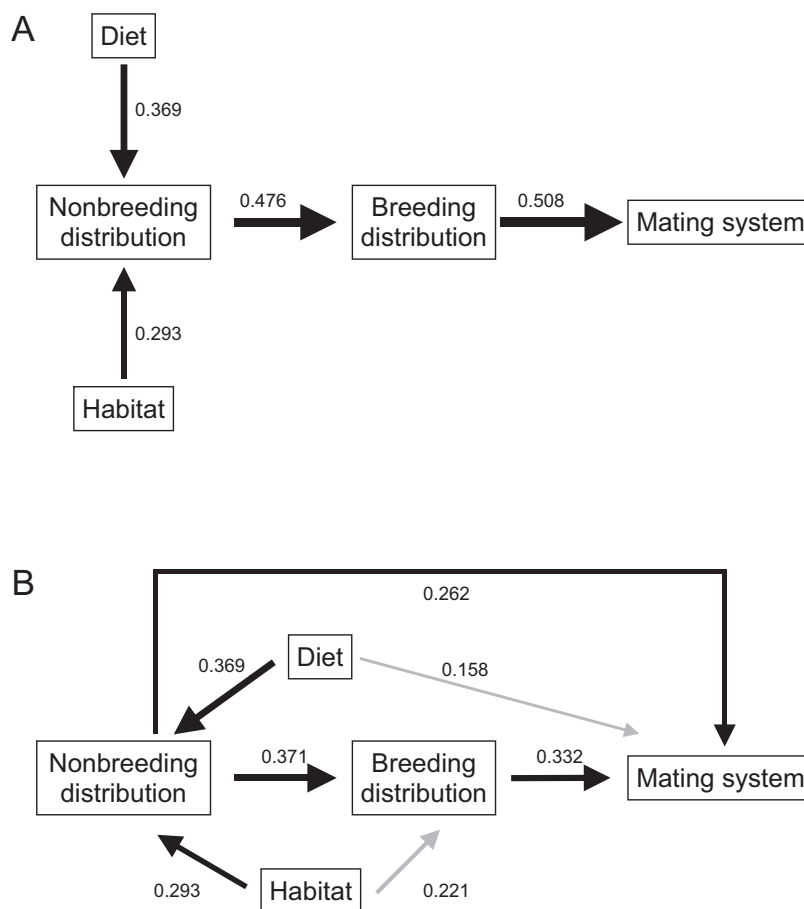 A
Diet
0.369
Nonbreeding
distribution
0.476
Breeding
distribution
0.508
Mating system
0.293
Habitat
B
0.262
Diet
0.369
0.158
Nonbreeding
distribution
0.371
Breeding
distribution
0.332
Mating system
0.293
Habitat
0.221